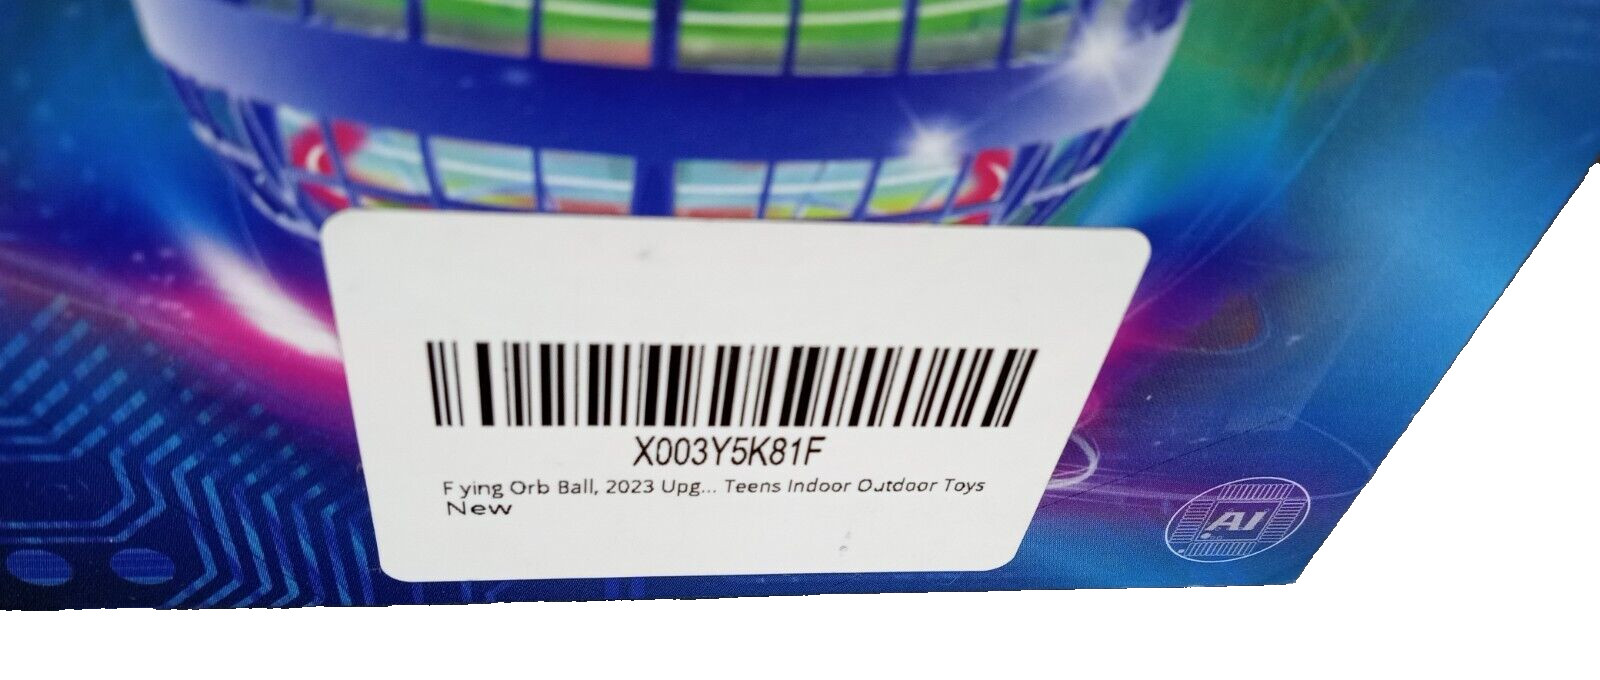 X003Y5K81F
F ying Orb Ball, 2023 Upg... Teens Indoor Outdoor Toys
New
AI